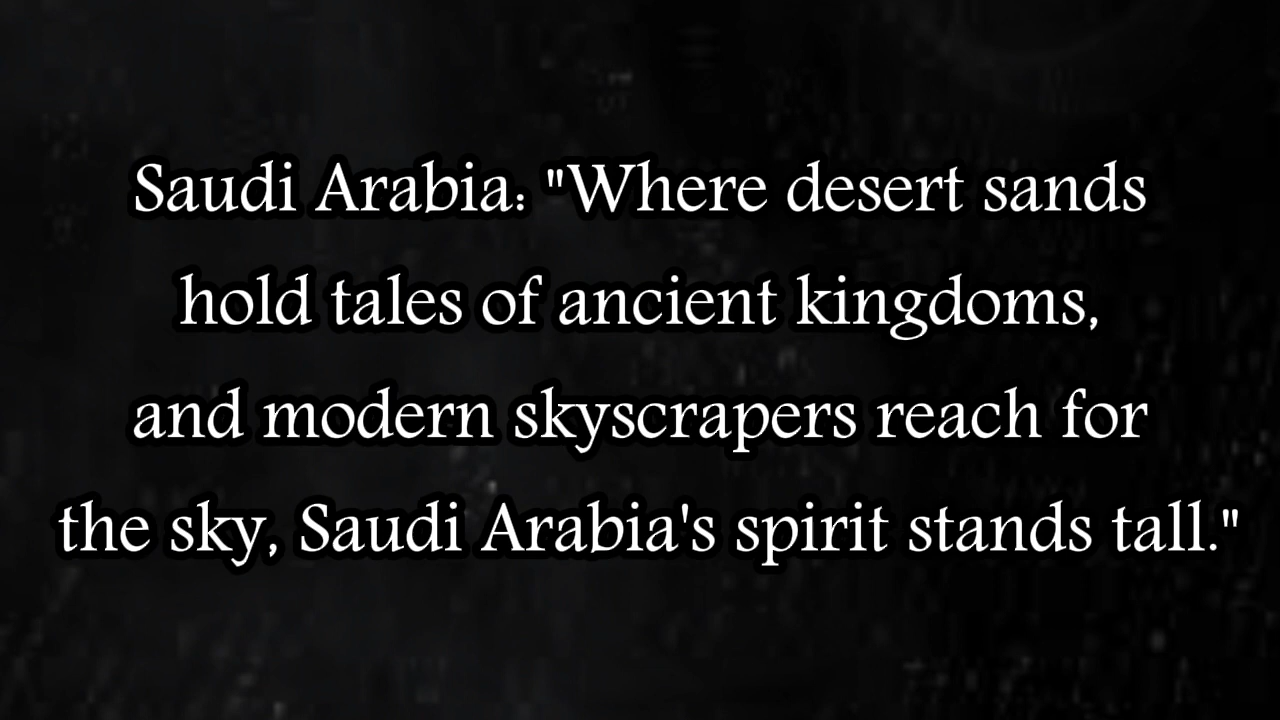 Saudi Arabia: "Where desert sands
hold tales of ancient kingdoms,
and modern skyscrapers reach for
the sky, Saudi Arabia's spirit stands tall."